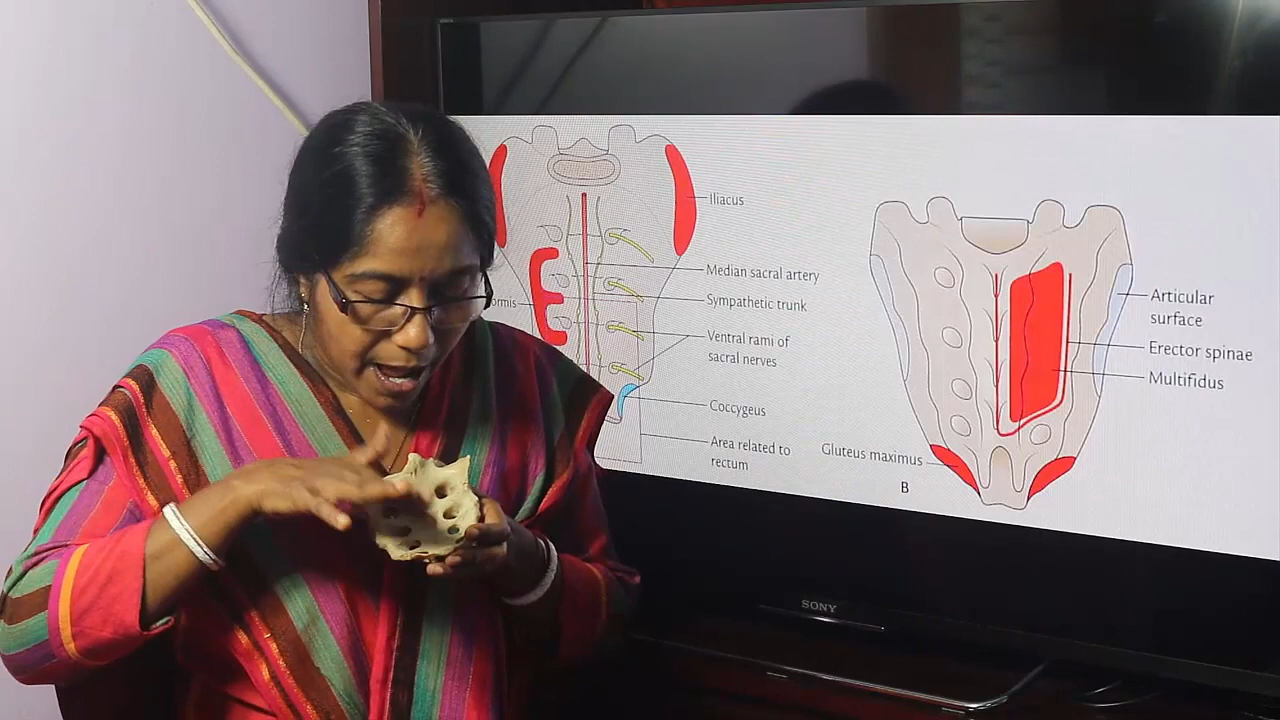 Iliacus
Median sacral artery
ormis
Sympathetic trunk
Ventral rami of
sacral nerves
Coccygeus
Area related to
rectum
Articular
surface
Erector spinae
Multifidus
Gluteus maximus
B
SONY